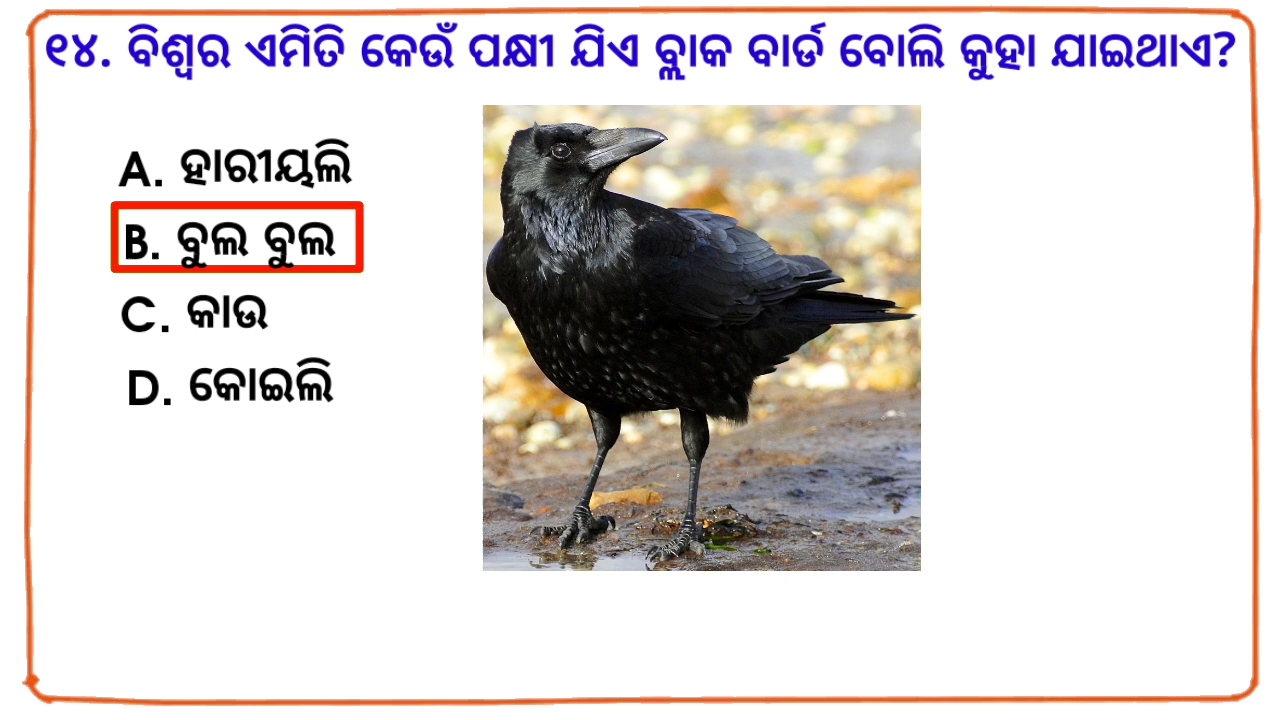 ୧୪. ବିଶ୍ୱର ଏମିତି କେଉଁ ପକ୍ଷୀ ଯିଏ ବ୍ଲାକ ବାର୍ଡ ବୋଲି କୁହା ଯାଇଥାଏ?
A. ହାରୀୟଲି
B. ବୁଲ ବୁଲ
C. କାଉ
D. କୋଇଲି